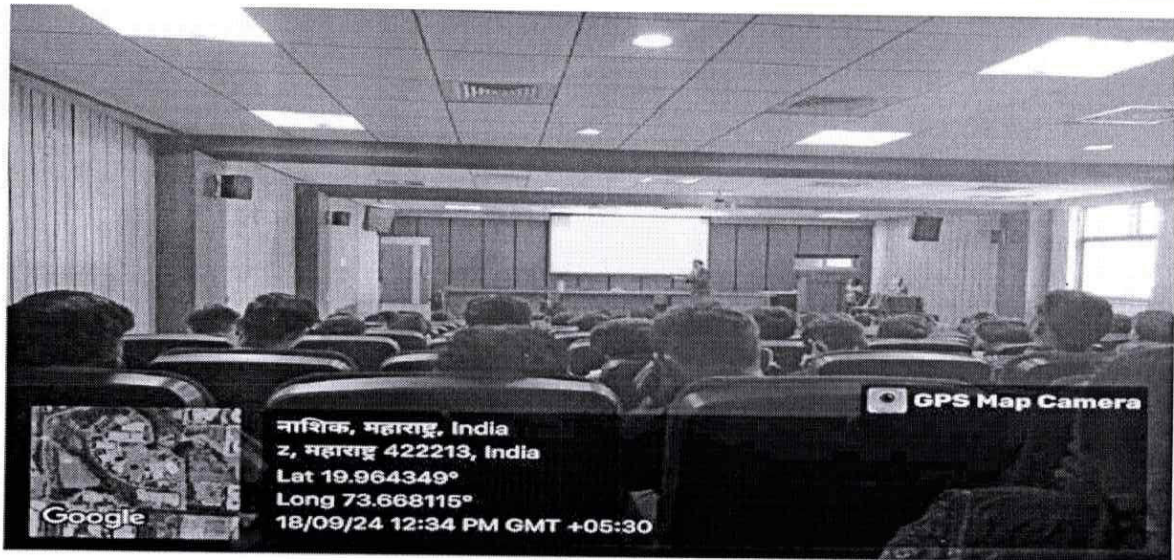 GPS Map Camera
नाशिक, महाराष्ट्र, India
z, महाराष्ट्र 422213, India
Lat 19.964349°
Long 73.668115°
18/09/24 12:34 PM GMT +05:30
Google